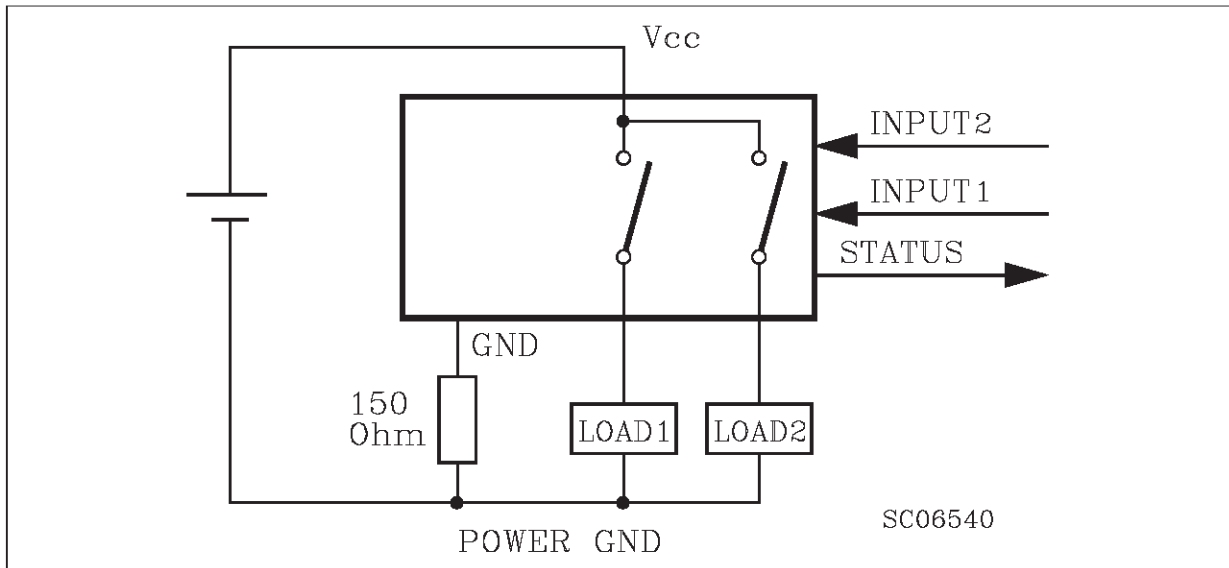 Vcc
INPUT2
INPUT1
STATUS
GND
150
Ohm
LOAD1
LOAD2
POWER GND
SC06540